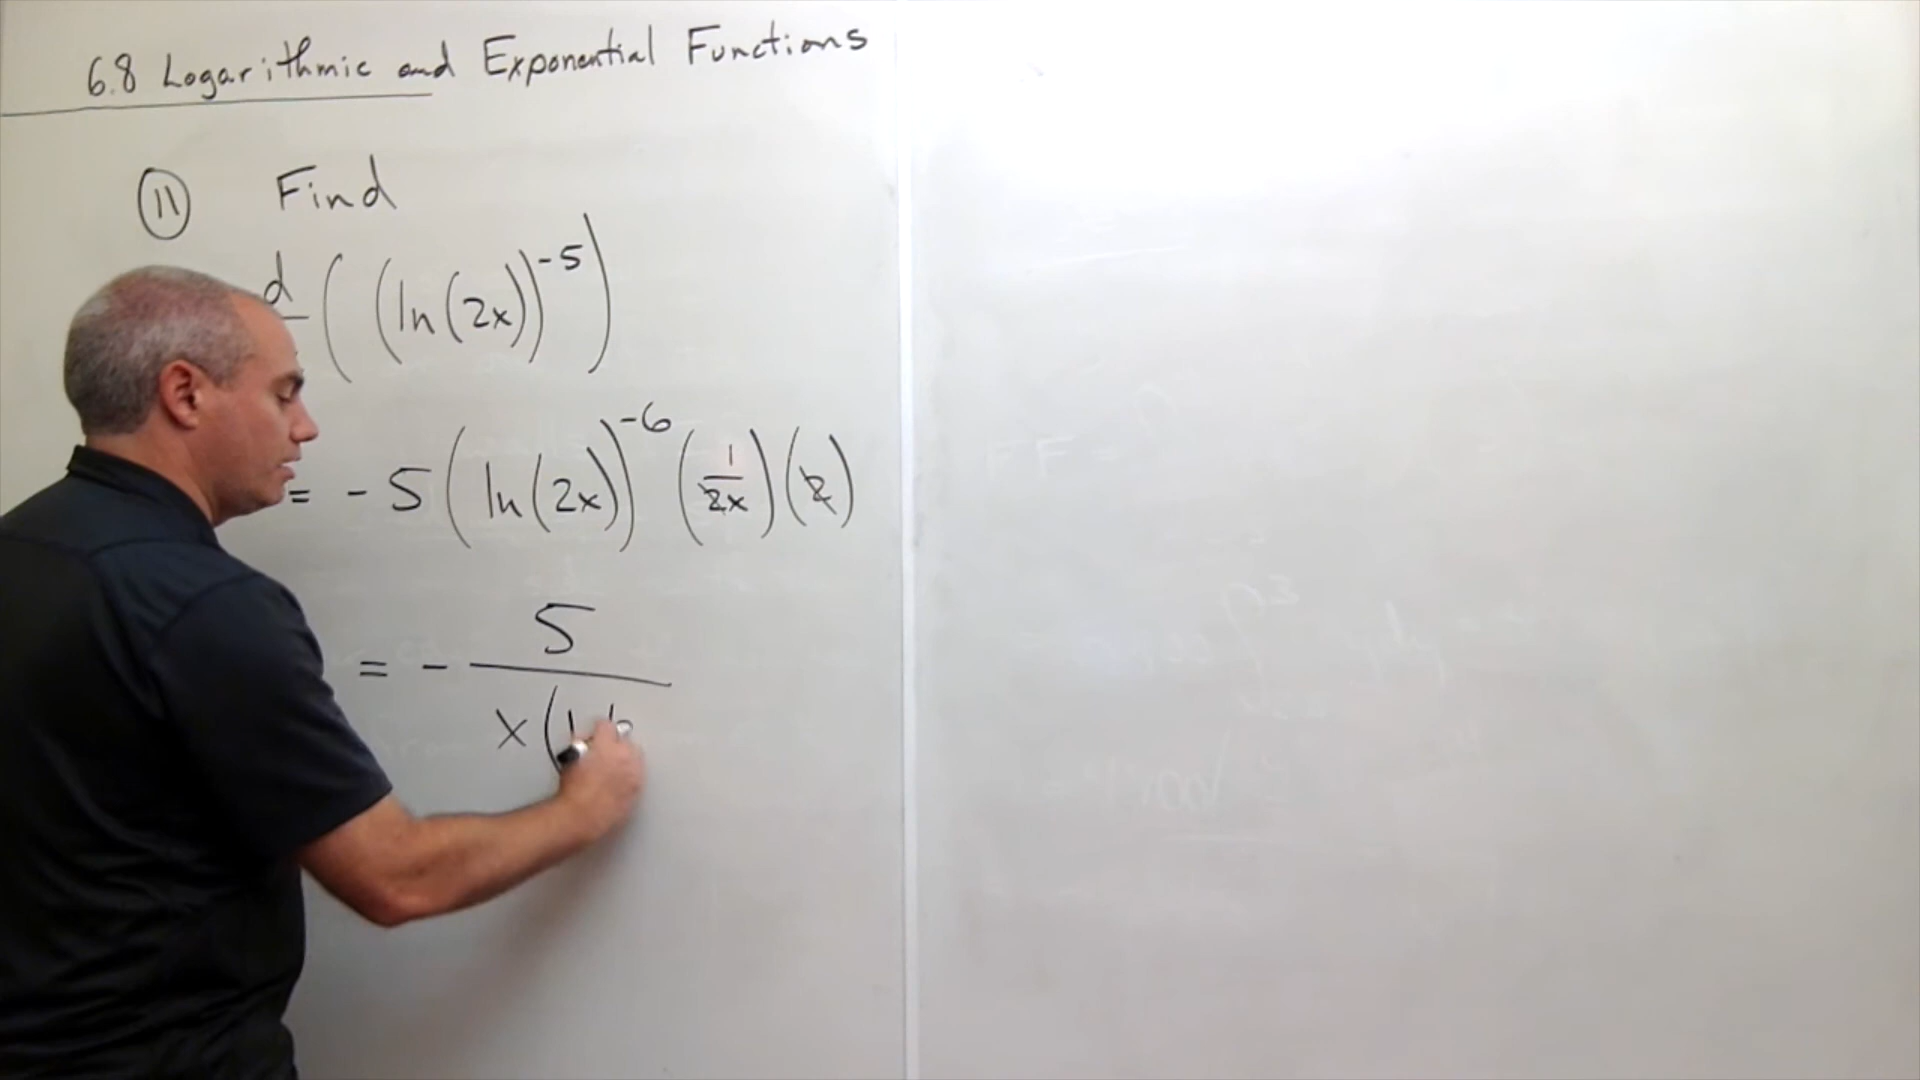 6.8 Logarithmic and Exponential Functions
11 Find
d ( (ln(2x))^-5 )
= -5 (ln(2x))^-6 (1/2x) (2)
= - 5
x (